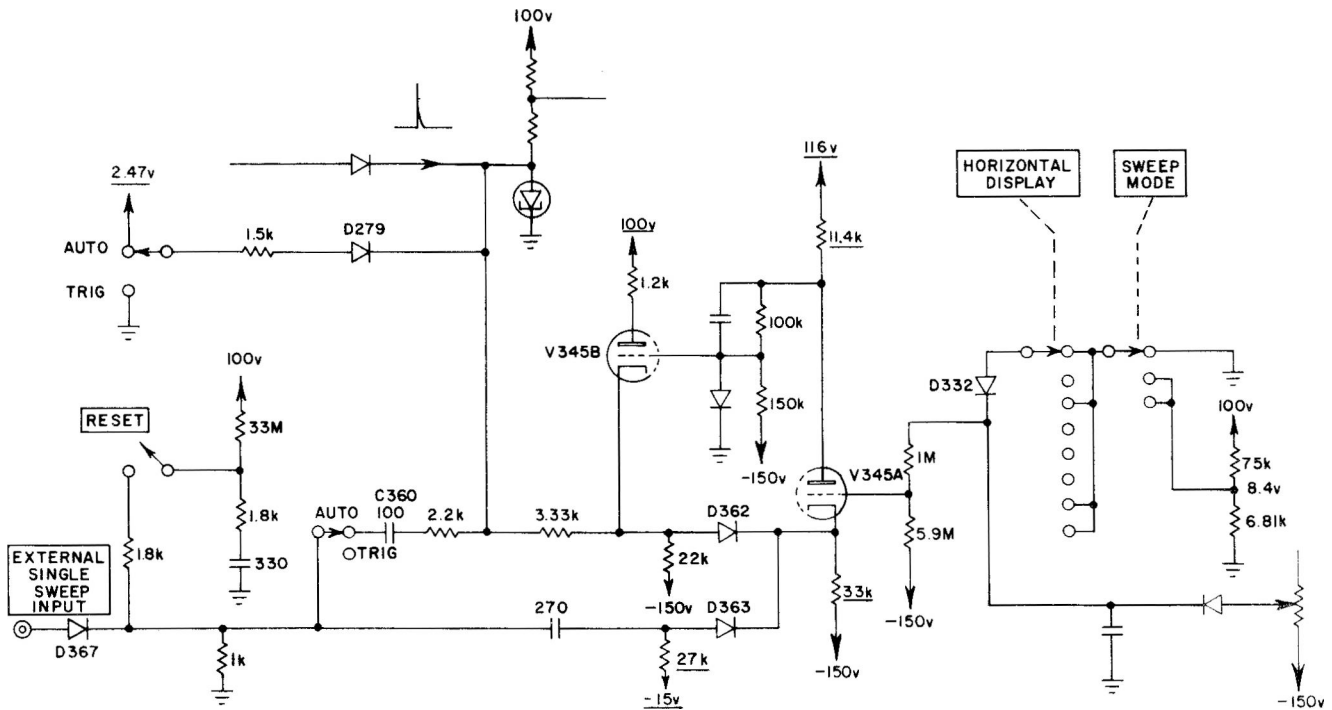 100v
116v
HORIZONTAL
DISPLAY
SWEEP
MODE
2.47v
AUTO
1.5k
D279
TRIG
100v
11.4k
1.2k
V345B
100k
150k
-150v
D332
100v
75k
8.4v
6.81k
100v
RESET
33M
1.8k
330
1.8k
AUTO
C360
100
TRIG
2.2k
3.33k
D362
V345A
1M
5.9M
-150v
22k
-150v
33k
-150v
EXTERNAL
SINGLE
SWEEP
INPUT
D367
1k
270
D363
27k
-15v
-150v